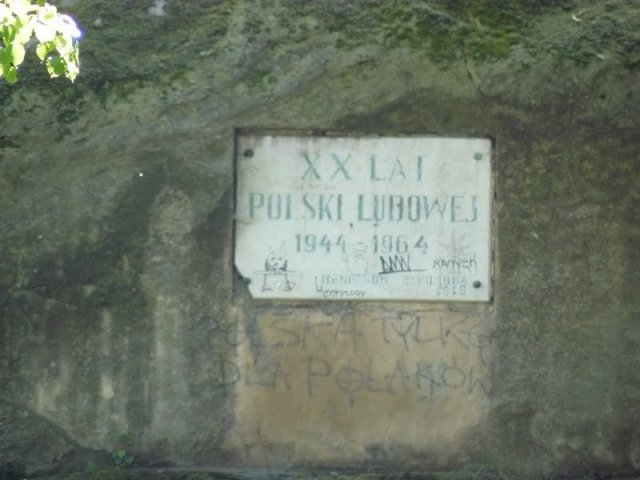 XX LAT
POLSKI LUDOWEJ
1944 - 1964
POLSKA TYLKO
DLA POLAKÓW